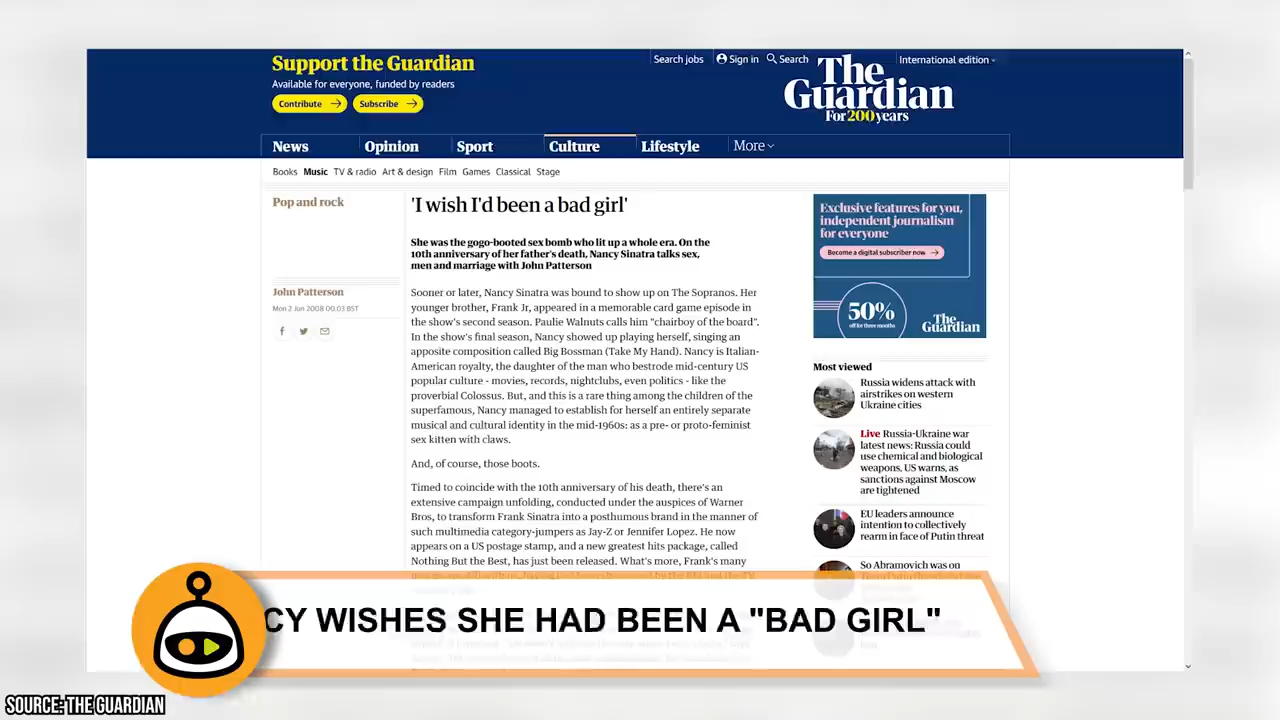 Support the Guardian
Available for everyone, funded by readers
Contribute →
Subscribe →
Search jobs
Sign in
Search
International edition
The
Guardian
For 200 years
News
Opinion
Sport
Culture
Lifestyle
More
Books Music TV & radio Art & design Film Games Classical Stage
Pop and rock
'I wish I'd been a bad girl'
She was the gogo-booted sex bomb who lit up a whole era. On the
10th anniversary of her father's death, Nancy Sinatra talks sex,
men and marriage with John Patterson
John Patterson
Mon 2 Jun 2008 00.03 BST
Sooner or later, Nancy Sinatra was bound to show up on The Sopranos. Her
younger brother, Frank Jr, appeared in a memorable card game episode in
the show's second season. Paulie Walnuts calls him "chairboy of the board".
In the show's final season, Nancy showed up playing herself, singing an
apposite composition called Big Bossman (Take My Hand). Nancy is Italian-
American royalty, the daughter of the man who bestrode mid-century US
popular culture - movies, records, nightclubs, even politics - like the
proverbial Colossus. But, and this is a rare thing among the children of the
superfamous, Nancy managed to establish for herself an entirely separate
musical and cultural identity in the mid-1960s: as a pre- or proto-feminist
sex kitten with claws.
And, of course, those boots.
Timed to coincide with the 10th anniversary of his death, there's an
extensive campaign unfolding, conducted under the auspices of Warner
Bros, to transform Frank Sinatra into a posthumous brand in the manner of
such multimedia category-jumpers as Jay-Z or Jennifer Lopez. He now
appears on a US postage stamp, and a new greatest hits package, called
Nothing But the Best, has just been released. What's more, Frank's many
Exclusive features for you,
independent journalism
for everyone
Become a digital subscriber now →
50%
off for three months
The
Guardian
Most viewed
Russia widens attack with
airstrikes on western
Ukraine cities
Live Russia-Ukraine war
latest news: Russia could
use chemical and biological
weapons, US warns, as
sanctions against Moscow
are tightened
EU leaders announce
intention to collectively
rearm in face of Putin threat
So Abramovich was on
CY WISHES SHE HAD BEEN A "BAD GIRL"
SOURCE: THE GUARDIAN